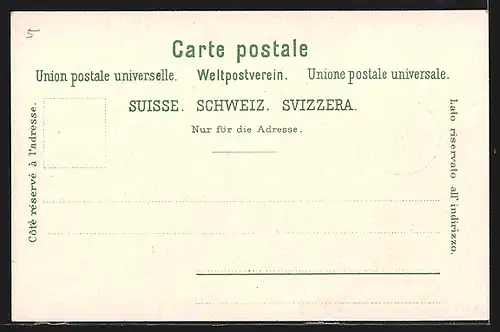 5
Carte postale
Union postale universelle. Weltpostverein. Unione postale universale.
SUISSE. SCHWEIZ. SVIZZERA.
Nur für die Adresse.
Côté réservé à l'adresse.
Lato riservato all' indirizzo.